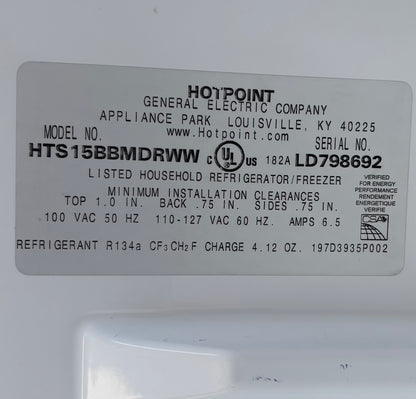 HOTPOINT
GENERAL ELECTRIC COMPANY
APPLIANCE PARK LOUISVILLE, KY 40225
MODEL NO. www.Hotpoint.com SERIAL NO.
HTS15BBMDRWW C UL US 182A LD798692
LISTED HOUSEHOLD REFRIGERATOR/FREEZER
MINIMUM INSTALLATION CLEARANCES
TOP 1.0 IN. BACK .75 IN. SIDES .75 IN.
100 VAC 50 HZ 110-127 VAC 60 HZ. AMPS 6.5
REFRIGERANT R134a CF3CH2F CHARGE 4.12 OZ. 197D3935P002
VERIFIED
FOR ENERGY
PERFORMANCE
RENDEMENT
ENERGETIQUE
VERIFIE
CSA